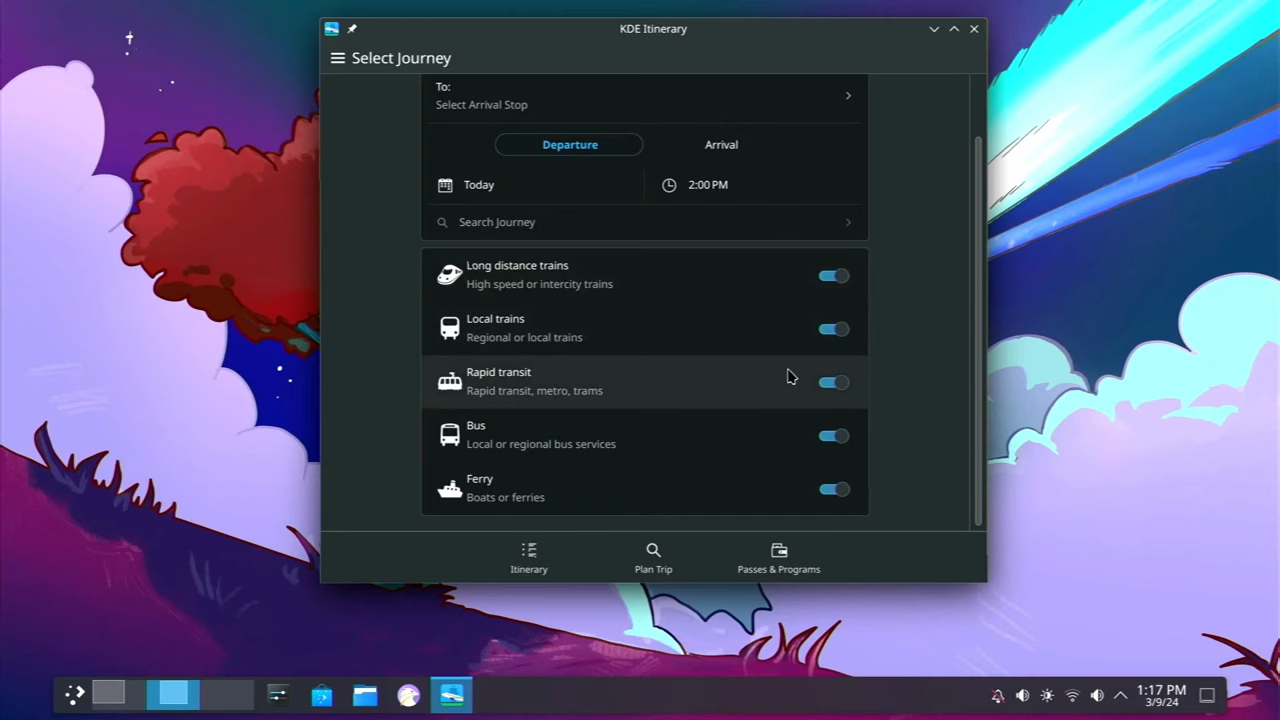 KDE Itinerary
Select Journey
To:
Select Arrival Stop
Departure
Arrival
Today
2:00 PM
Search Journey
Long distance trains
High speed or intercity trains
Local trains
Regional or local trains
Rapid transit
Rapid transit, metro, trams
Bus
Local or regional bus services
Ferry
Boats or ferries
Itinerary
Plan Trip
Passes & Programs
1:17 PM
3/9/24